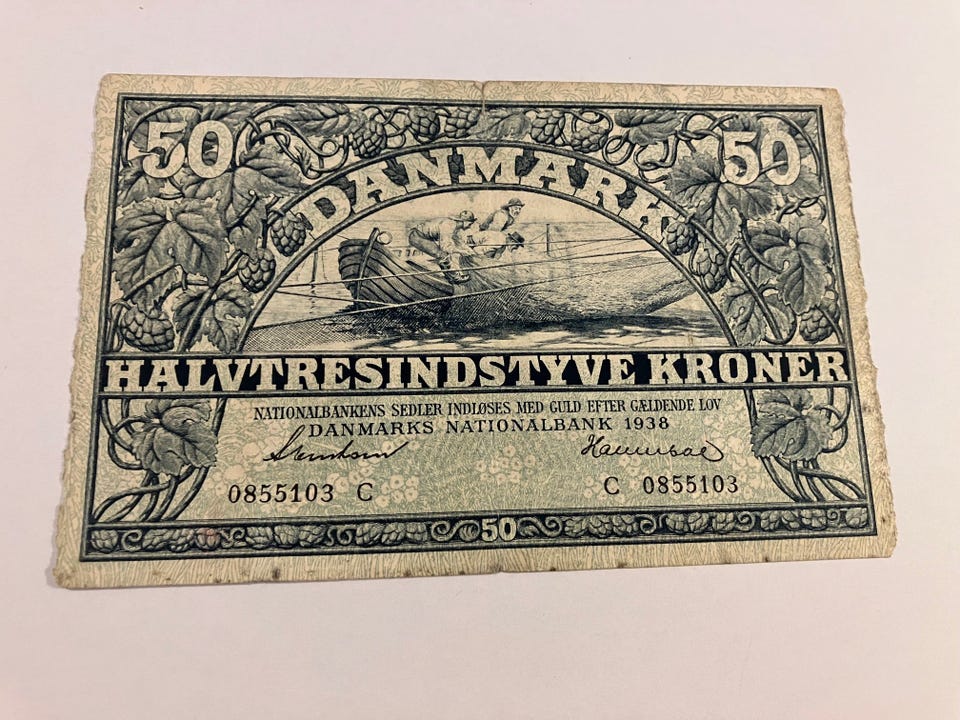 50 50
DANMARK
HALVTRESINDSTYVE KRONER
NATIONALBANKENS SEDLER INDLØSES MED GULD EFTER GÆLDENDE LOV
DANMARKS NATIONALBANK 1938
0855103 C C 0855103
50